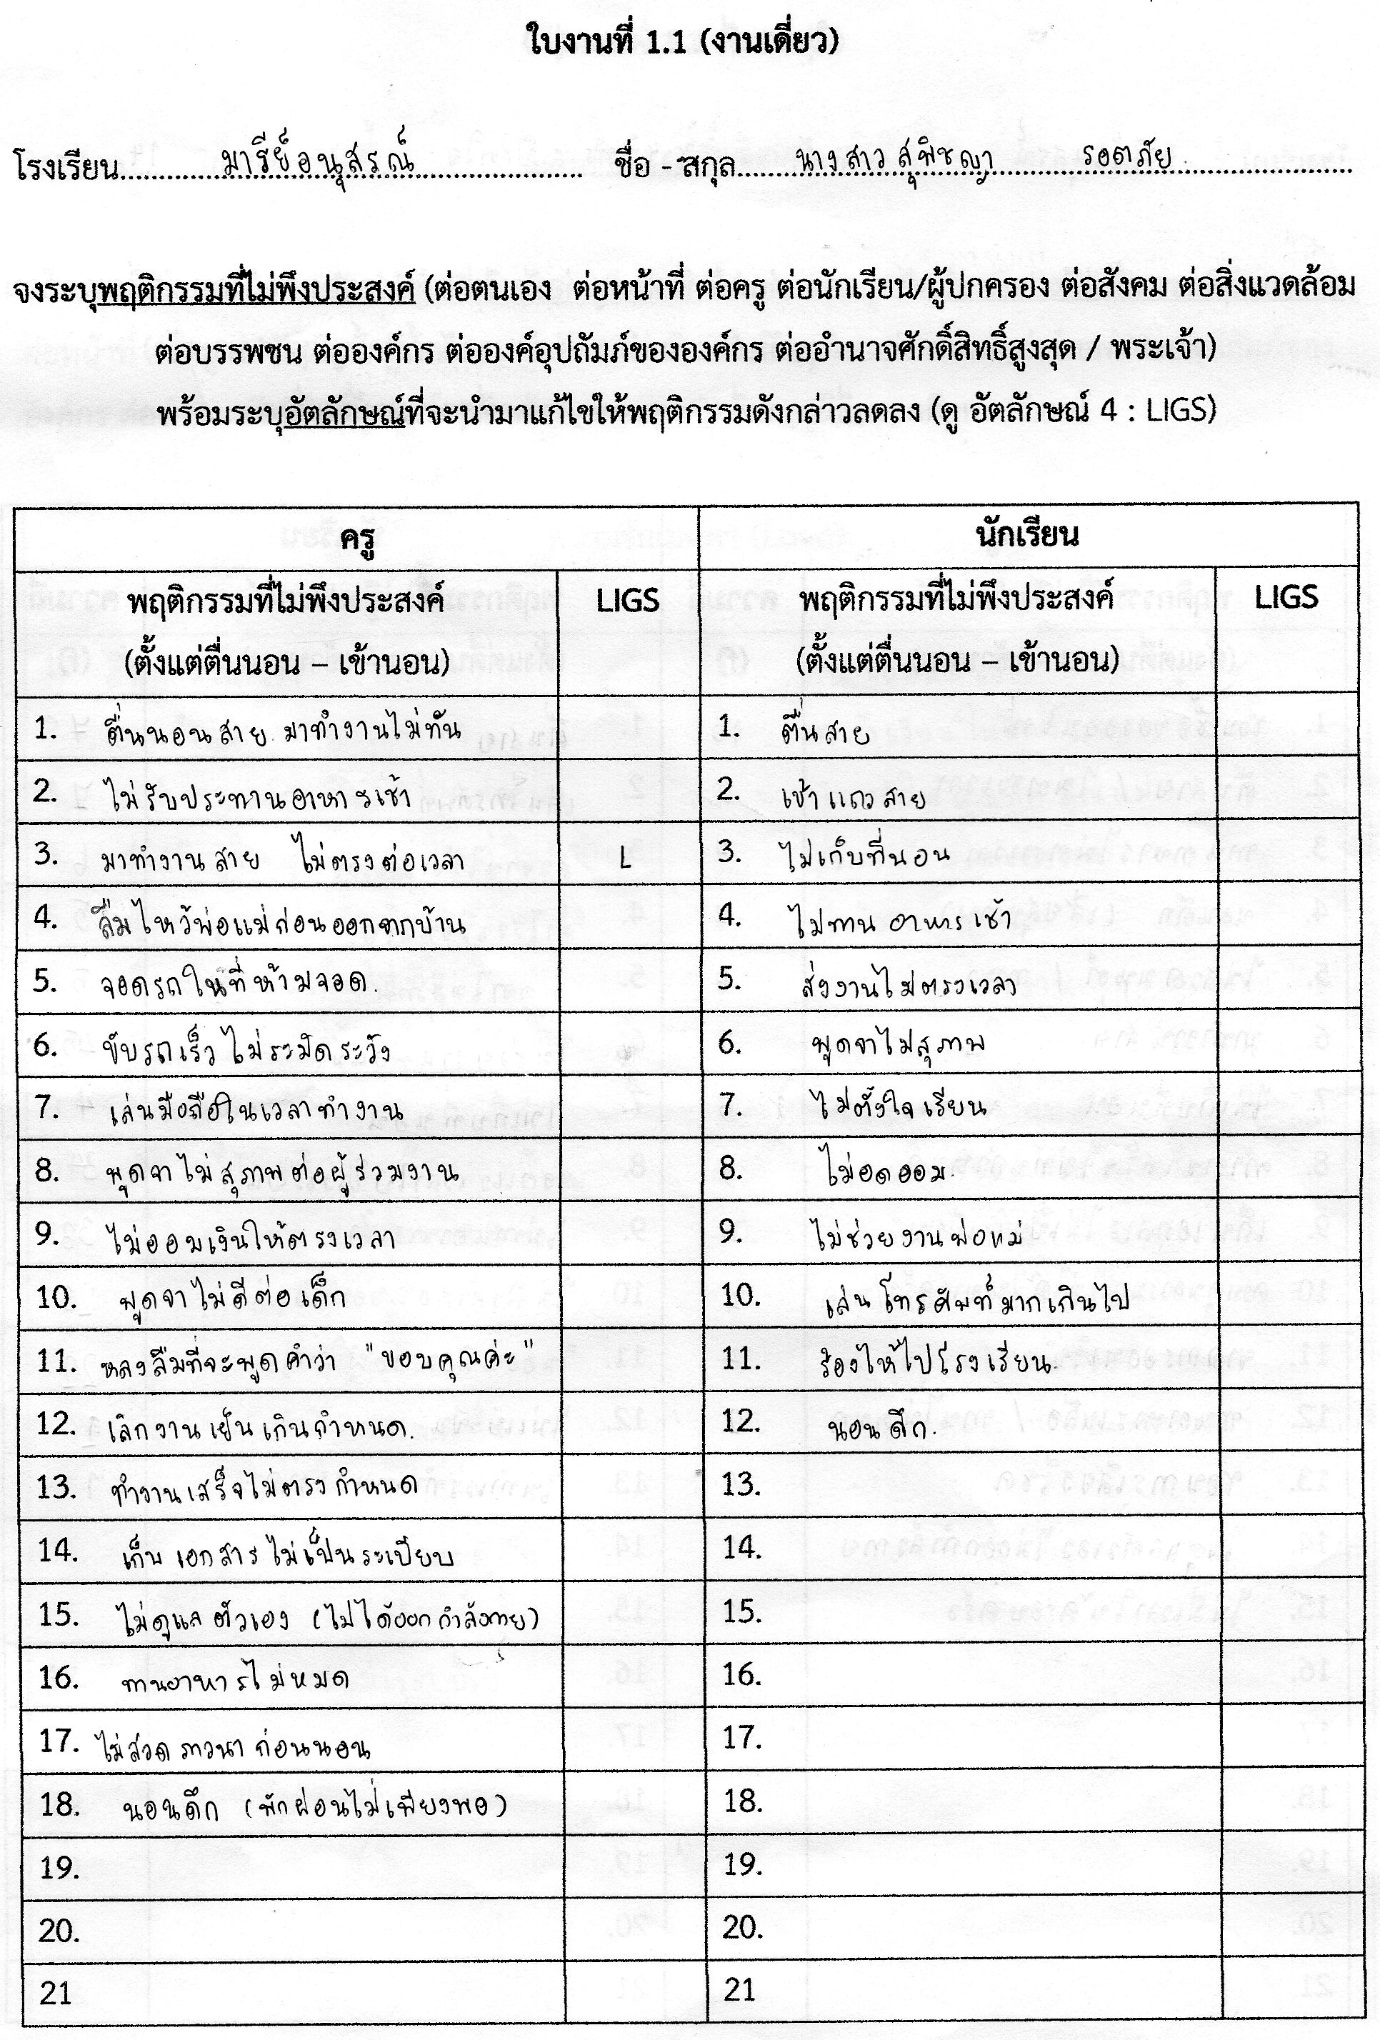 ใบงานที่ 1.1 (งานเดี่ยว)
โรงเรียน มารีย์อนุสรณ์ ชื่อ - สกุล นางสาวสุพิชญา รอดภัย
จงระบุพฤติกรรมที่ไม่พึงประสงค์ (ต่อตนเอง ต่อหน้าที่ ต่อครู ต่อนักเรียน/ผู้ปกครอง ต่อสังคม ต่อสิ่งแวดล้อม
ต่อบรรพชน ต่อองค์กร ต่อองค์อุปถัมภ์ขององค์กร ต่ออำนาจศักดิ์สิทธิ์สูงสุด / พระเจ้า)
พร้อมระบุอัตลักษณ์ที่จะนำมาแก้ไขให้พฤติกรรมดังกล่าวลดลง (ดู อัตลักษณ์ 4 : LIGS)
ครู นักเรียน
พฤติกรรมที่ไม่พึงประสงค์ LIGS พฤติกรรมที่ไม่พึงประสงค์ LIGS
(ตั้งแต่ตื่นนอน – เข้านอน) (ตั้งแต่ตื่นนอน – เข้านอน)
1. ตื่นนอนสาย มาทำงานไม่ทัน 1. ตื่นสาย
2. ไม่รับประทานอาหารเช้า 2. เข้าแถวสาย
3. มาทำงานสาย ไม่ตรงต่อเวลา L 3. ไม่เก็บที่นอน
4. ลืมไหว้พ่อแม่ก่อนออกจากบ้าน 4. ไม่ทานอาหารเช้า
5. จอดรถในที่ห้ามจอด. 5. ส่งงานไม่ตรงเวลา
6. ขับรถเร็วไม่ระมัดระวัง 6. พูดจาไม่สุภาพ
7. เล่นมือถือในเวลาทำงาน 7. ไม่ตั้งใจเรียน
8. พูดจาไม่สุภาพต่อผู้ร่วมงาน 8. ไม่อดออม.
9. ไม่ออมเงินให้ตรงเวลา 9. ไม่ช่วยงานพ่อแม่
10. พูดจาไม่ดีต่อเด็ก 10. เล่นโทรศัพท์มากเกินไป
11. หลงลืมที่จะพูดคำว่า "ขอบคุณค่ะ" 11. ร้องไห้ไปโรงเรียน.
12. เลิกงานเย็นเกินกำหนด. 12. นอนดึก.
13. ทำงานเสร็จไม่ตรงกำหนด 13.
14. เก็บเอกสารไม่เป็นระเบียบ 14.
15. ไม่ดูแลตัวเอง (ไม่ได้ออกกำลังกาย) 15.
16. ทานอาหารไม่หมด 16.
17. ไม่สวดภาวนาก่อนนอน 17.
18. นอนดึก (พักผ่อนไม่เพียงพอ) 18.
19. 19.
20. 20.
21 21